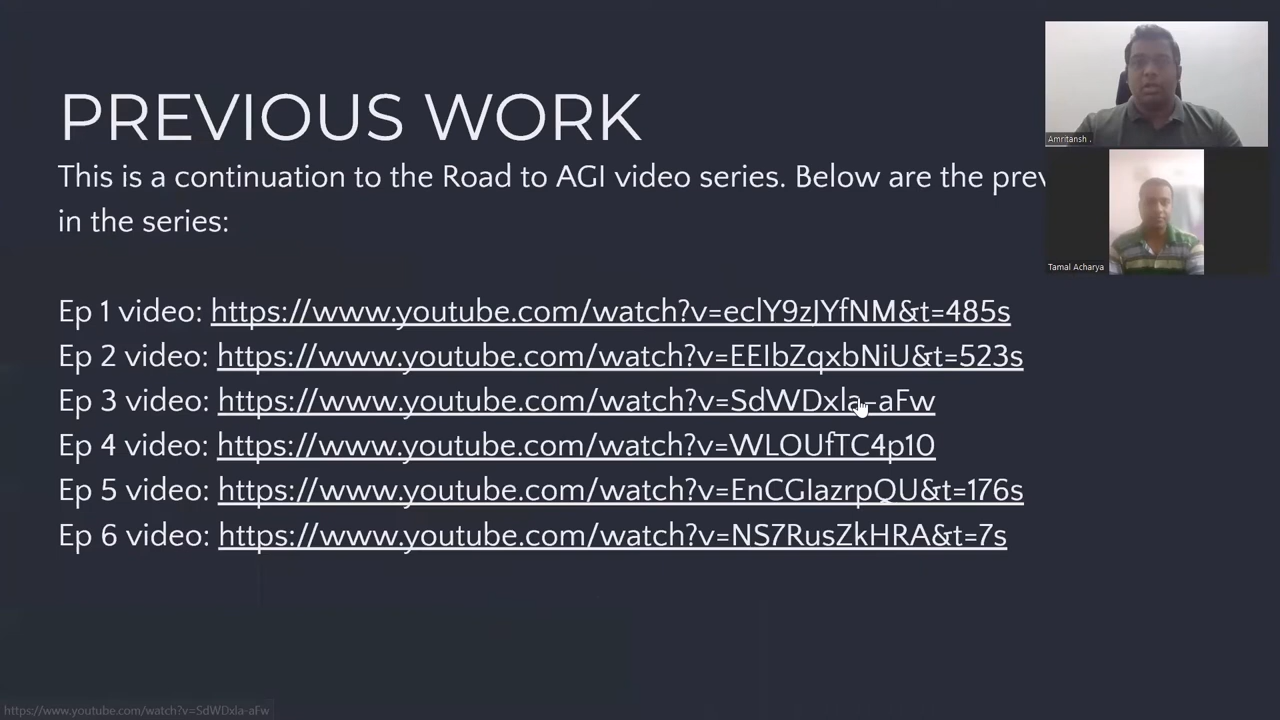 PREVIOUS WORK
This is a continuation to the Road to AGI video series. Below are the prev
in the series:
Ep 1 video: https://www.youtube.com/watch?v=eclY9zJYfNM&t=485s
Ep 2 video: https://www.youtube.com/watch?v=EEIbZqxbNiU&t=523s
Ep 3 video: https://www.youtube.com/watch?v=SdWDxla-aFw
Ep 4 video: https://www.youtube.com/watch?v=WLOUfTC4p10
Ep 5 video: https://www.youtube.com/watch?v=EnCGIazrpQU&t=176s
Ep 6 video: https://www.youtube.com/watch?v=NS7RusZkHRA&t=7s
Amritansh .
Tamal Acharya
https://www.youtube.com/watch?v=SdWDxla-aFw